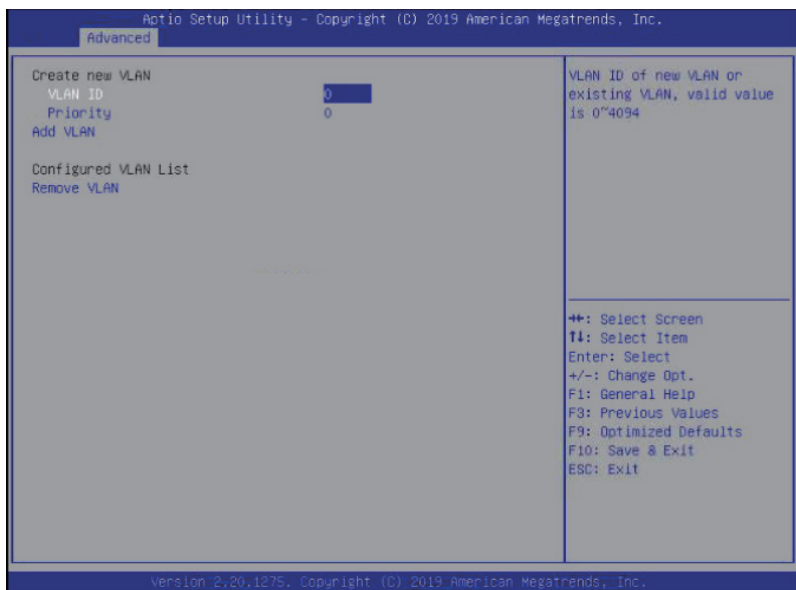 Aptio Setup Utility - Copyright (C) 2019 American Megatrends, Inc.
Advanced
Create new VLAN
VLAN ID 0
Priority 0
Add VLAN
Configured VLAN List
Remove VLAN
VLAN ID of new VLAN or
existing VLAN, valid value
is 0~4094
→←: Select Screen
↑↓: Select Item
Enter: Select
+/-: Change Opt.
F1: General Help
F3: Previous Values
F9: Optimized Defaults
F10: Save & Exit
ESC: Exit
Version 2.20.1275. Copyright (C) 2019 American Megatrends, Inc.